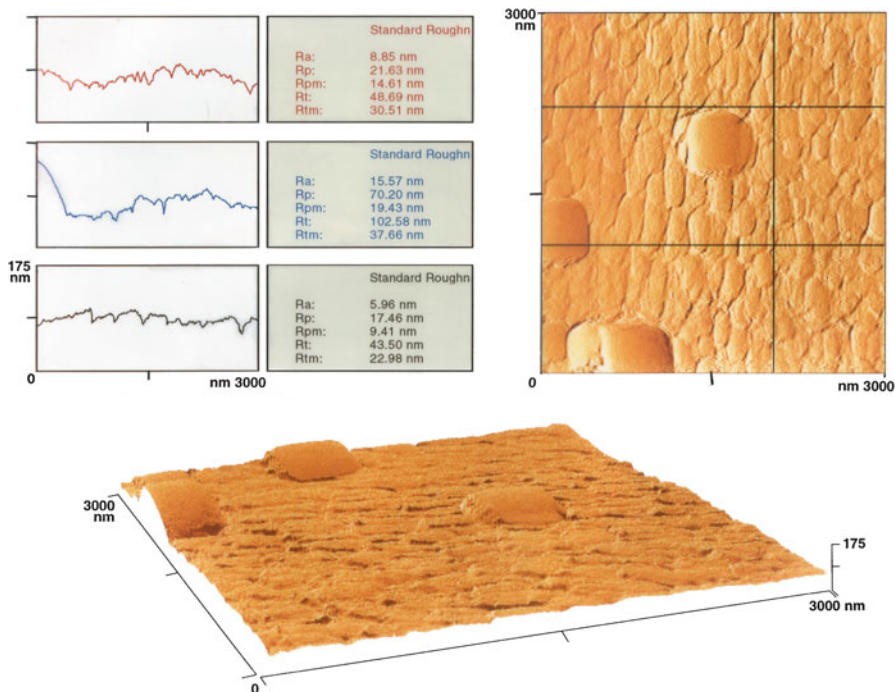 Standard Roughn
Ra: 8.85 nm
Rp: 21.63 nm
Rpm: 14.61 nm
Rt: 48.69 nm
Rtm: 30.51 nm
Standard Roughn
Ra: 15.57 nm
Rp: 70.20 nm
Rpm: 19.43 nm
Rt: 102.58 nm
Rtm: 37.66 nm
175
nm
Standard Roughn
Ra: 5.96 nm
Rp: 17.46 nm
Rpm: 9.41 nm
Rt: 43.50 nm
Rtm: 22.98 nm
0 nm 3000
3000
nm
0 nm 3000
3000
nm
175
3000 nm
0